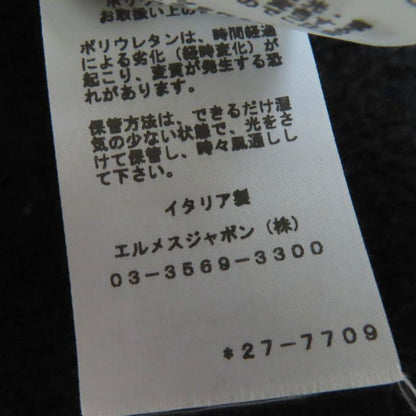 お取扱い上の
ポリウレタンは、時間経過
による劣化（経時変化）が
起こり、変質が発生する恐
れがあります。
保管方法は、できるだけ湿
気の少ない状態で、光をさ
けて保管し、時々風通しし
て下さい。
イタリア製
エルメスジャポン（株）
03-3569-3300
*27-7709